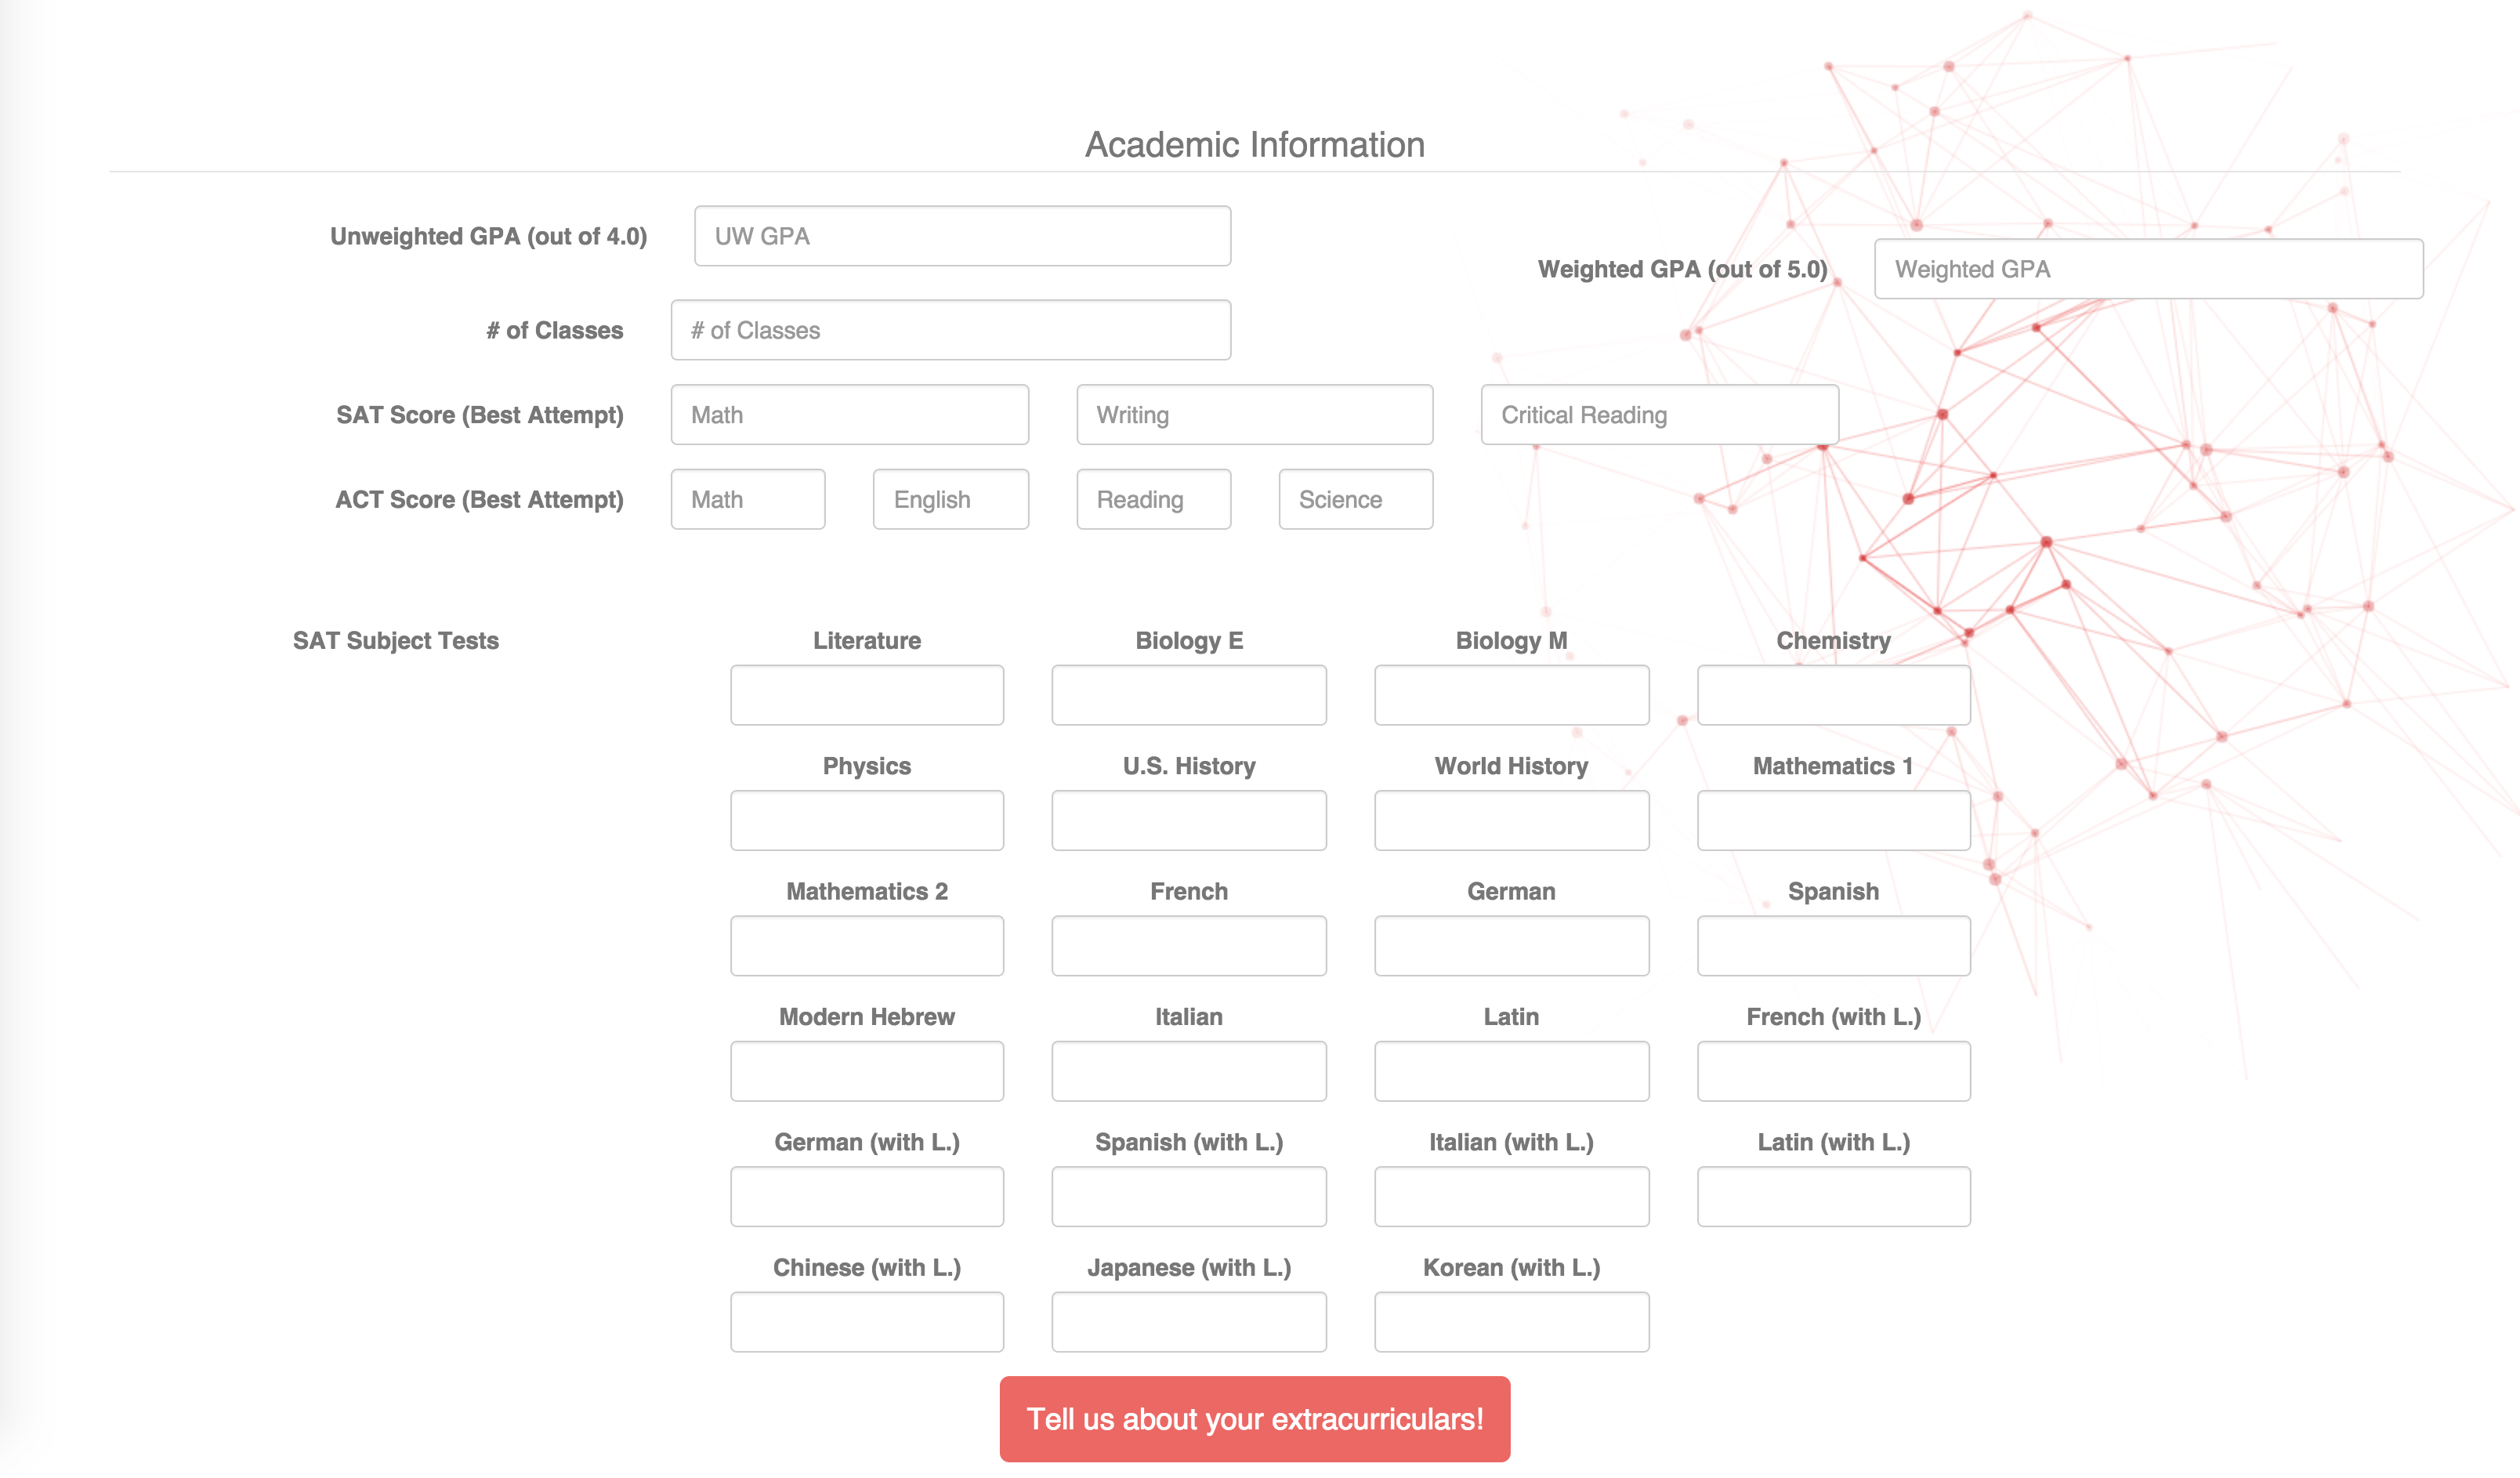 Academic Information
Unweighted GPA (out of 4.0) UW GPA
Weighted GPA (out of 5.0) Weighted GPA
# of Classes # of Classes
SAT Score (Best Attempt) Math Writing Critical Reading
ACT Score (Best Attempt) Math English Reading Science
SAT Subject Tests Literature Biology E Biology M Chemistry
Physics U.S. History World History Mathematics 1
Mathematics 2 French German Spanish
Modern Hebrew Italian Latin French (with L.)
German (with L.) Spanish (with L.) Italian (with L.) Latin (with L.)
Chinese (with L.) Japanese (with L.) Korean (with L.)
Tell us about your extracurriculars!